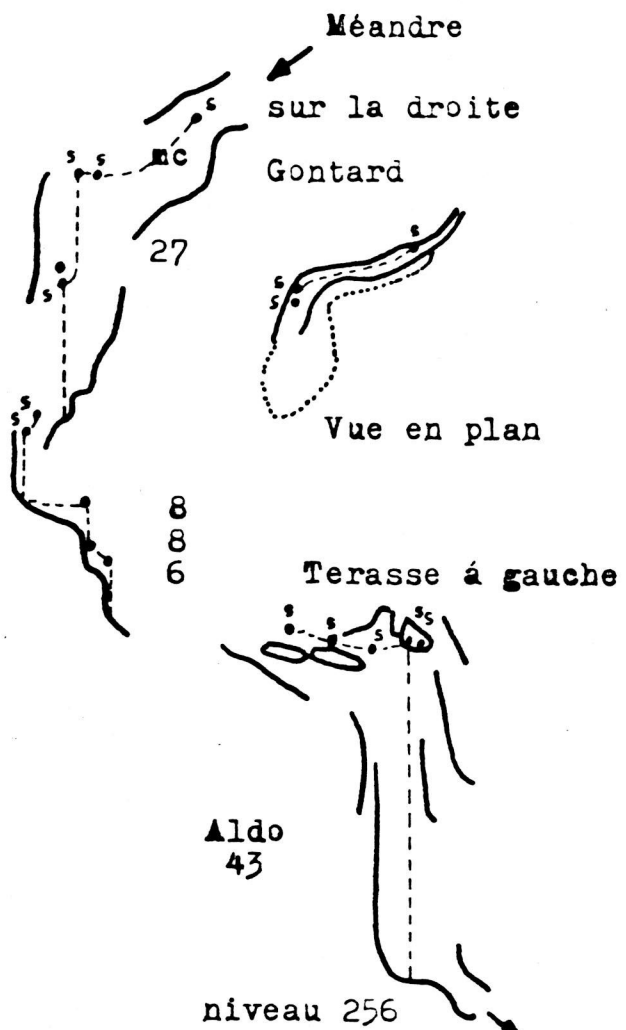 Méandre
s
sur la droite
s s
mc
Gontard
27
s
s
s
s
s
s
s
Vue en plan
8
8
6
Terasse á gauche
s
s
s
s s
Aldo
43
niveau 256